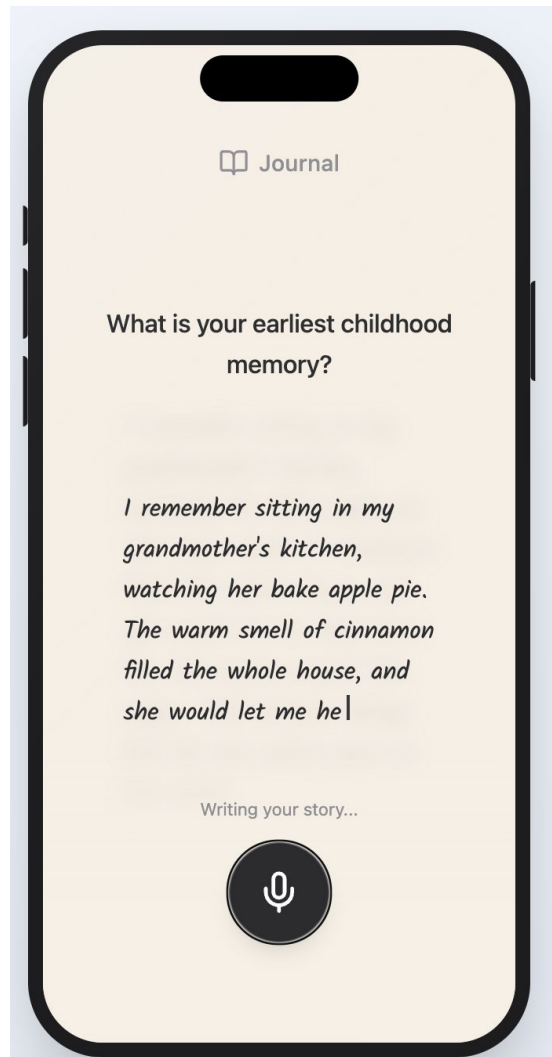 Journal
What is your earliest childhood
memory?
I remember sitting in my
grandmother's kitchen,
watching her bake apple pie.
The warm smell of cinnamon
filled the whole house, and
she would let me he
Writing your story...